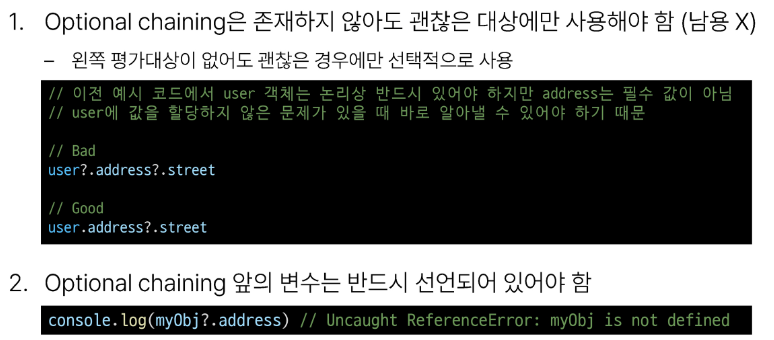 1. Optional chaining은 존재하지 않아도 괜찮은 대상에만 사용해야 함 (남용 X)
– 왼쪽 평가대상이 없어도 괜찮은 경우에만 선택적으로 사용
// 이전 예시 코드에서 user 객체는 논리상 반드시 있어야 하지만 address는 필수 값이 아님
// user에 값을 할당하지 않은 문제가 있을 때 바로 알아낼 수 있어야 하기 때문
// Bad
user?.address?.street
// Good
user.address?.street
2. Optional chaining 앞의 변수는 반드시 선언되어 있어야 함
console.log(myObj?.address) // Uncaught ReferenceError: myObj is not defined